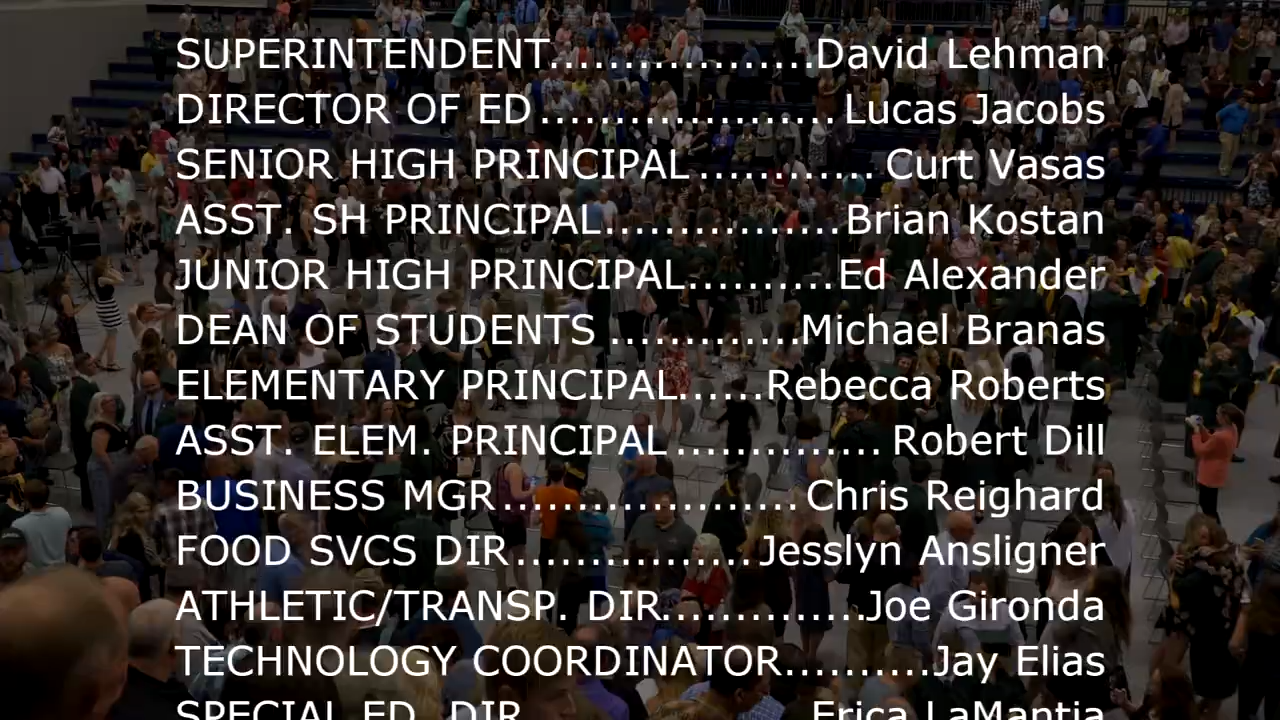 SUPERINTENDENT..................David Lehman
DIRECTOR OF ED....................Lucas Jacobs
SENIOR HIGH PRINCIPAL............ Curt Vasas
ASST. SH PRINCIPAL................Brian Kostan
JUNIOR HIGH PRINCIPAL..........Ed Alexander
DEAN OF STUDENTS .............Michael Branas
ELEMENTARY PRINCIPAL......Rebecca Roberts
ASST. ELEM. PRINCIPAL.............. Robert Dill
BUSINESS MGR.................... Chris Reighard
FOOD SVCS DIR................Jesslyn Ansligner
ATHLETIC/TRANSP. DIR..............Joe Gironda
TECHNOLOGY COORDINATOR..........Jay Elias
SPECIAL ED. DIR.................... Erica LaMantia